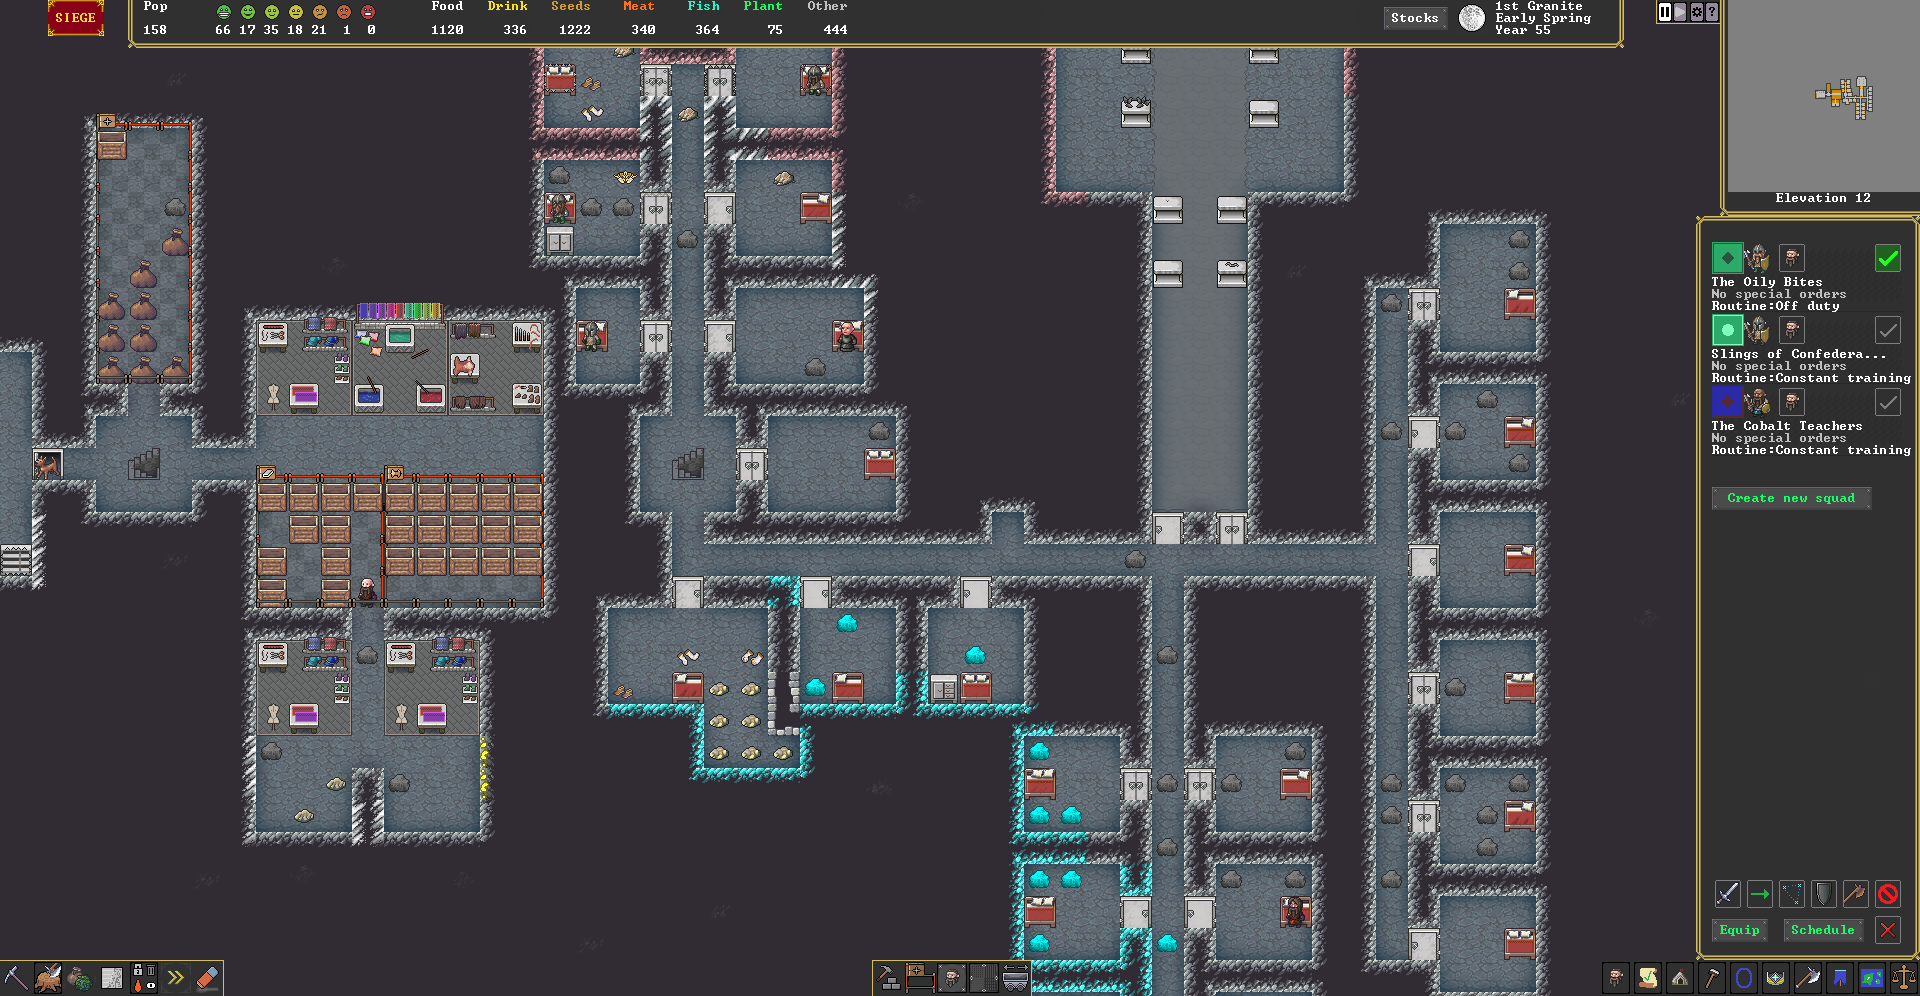 SIEGE
Pop
158
66 17 35 18 21 1 0
Food Drink Seeds Meat Fish Plant Other
1120 336 1222 340 364 75 444
Stocks
1st Granite
Early Spring
Year 55
?
Elevation 12
The Oily Bites
No special orders
Routine:Off duty
Slings of Confedera...
No special orders
Routine:Constant training
The Cobalt Teachers
No special orders
Routine:Constant training
Create new squad
Equip
Schedule